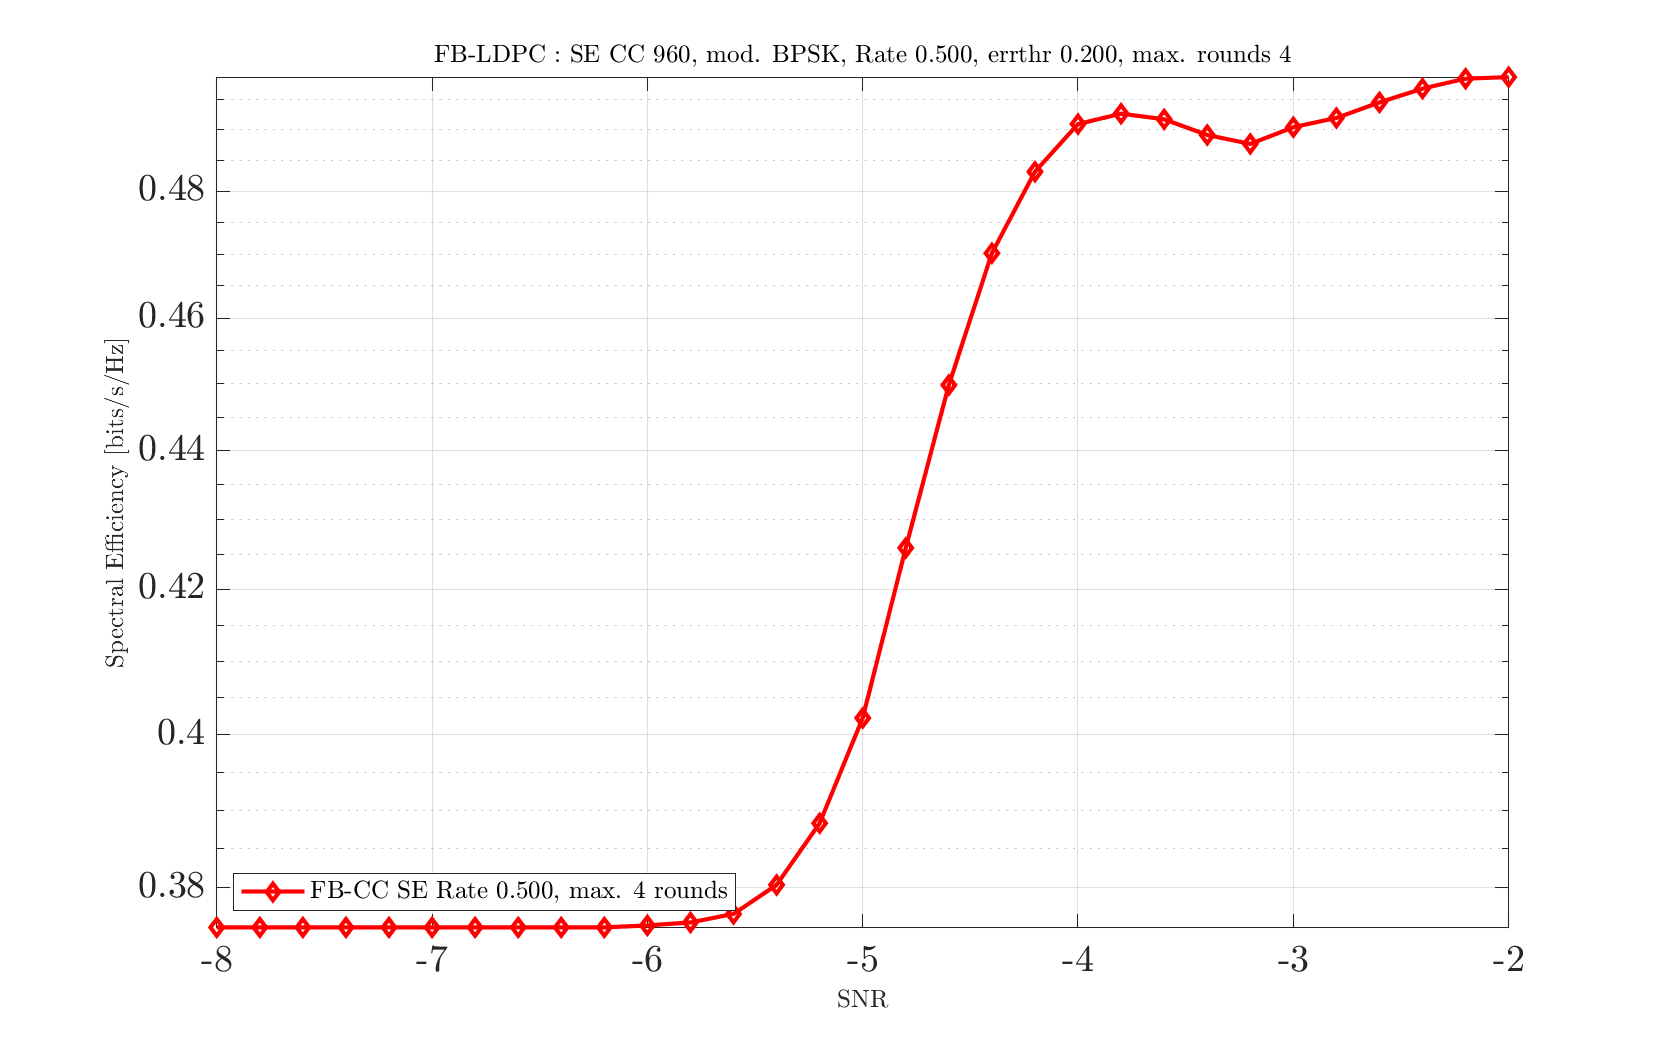 FB-LDPC : SE CC 960, mod. BPSK, Rate 0.500, errthr 0.200, max. rounds 4
0.48
0.46
0.44
0.42
0.4
0.38
Spectral Efficiency [bits/s/Hz]
FB-CC SE Rate 0.500, max. 4 rounds
-8 -7 -6 -5 -4 -3 -2
SNR